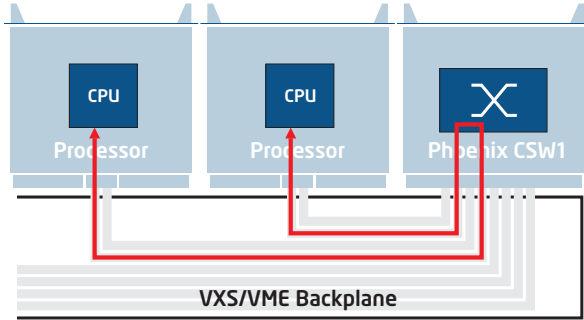 CPU
CPU
Processor
Processor
Phoenix CSW1
VXS/VME Backplane